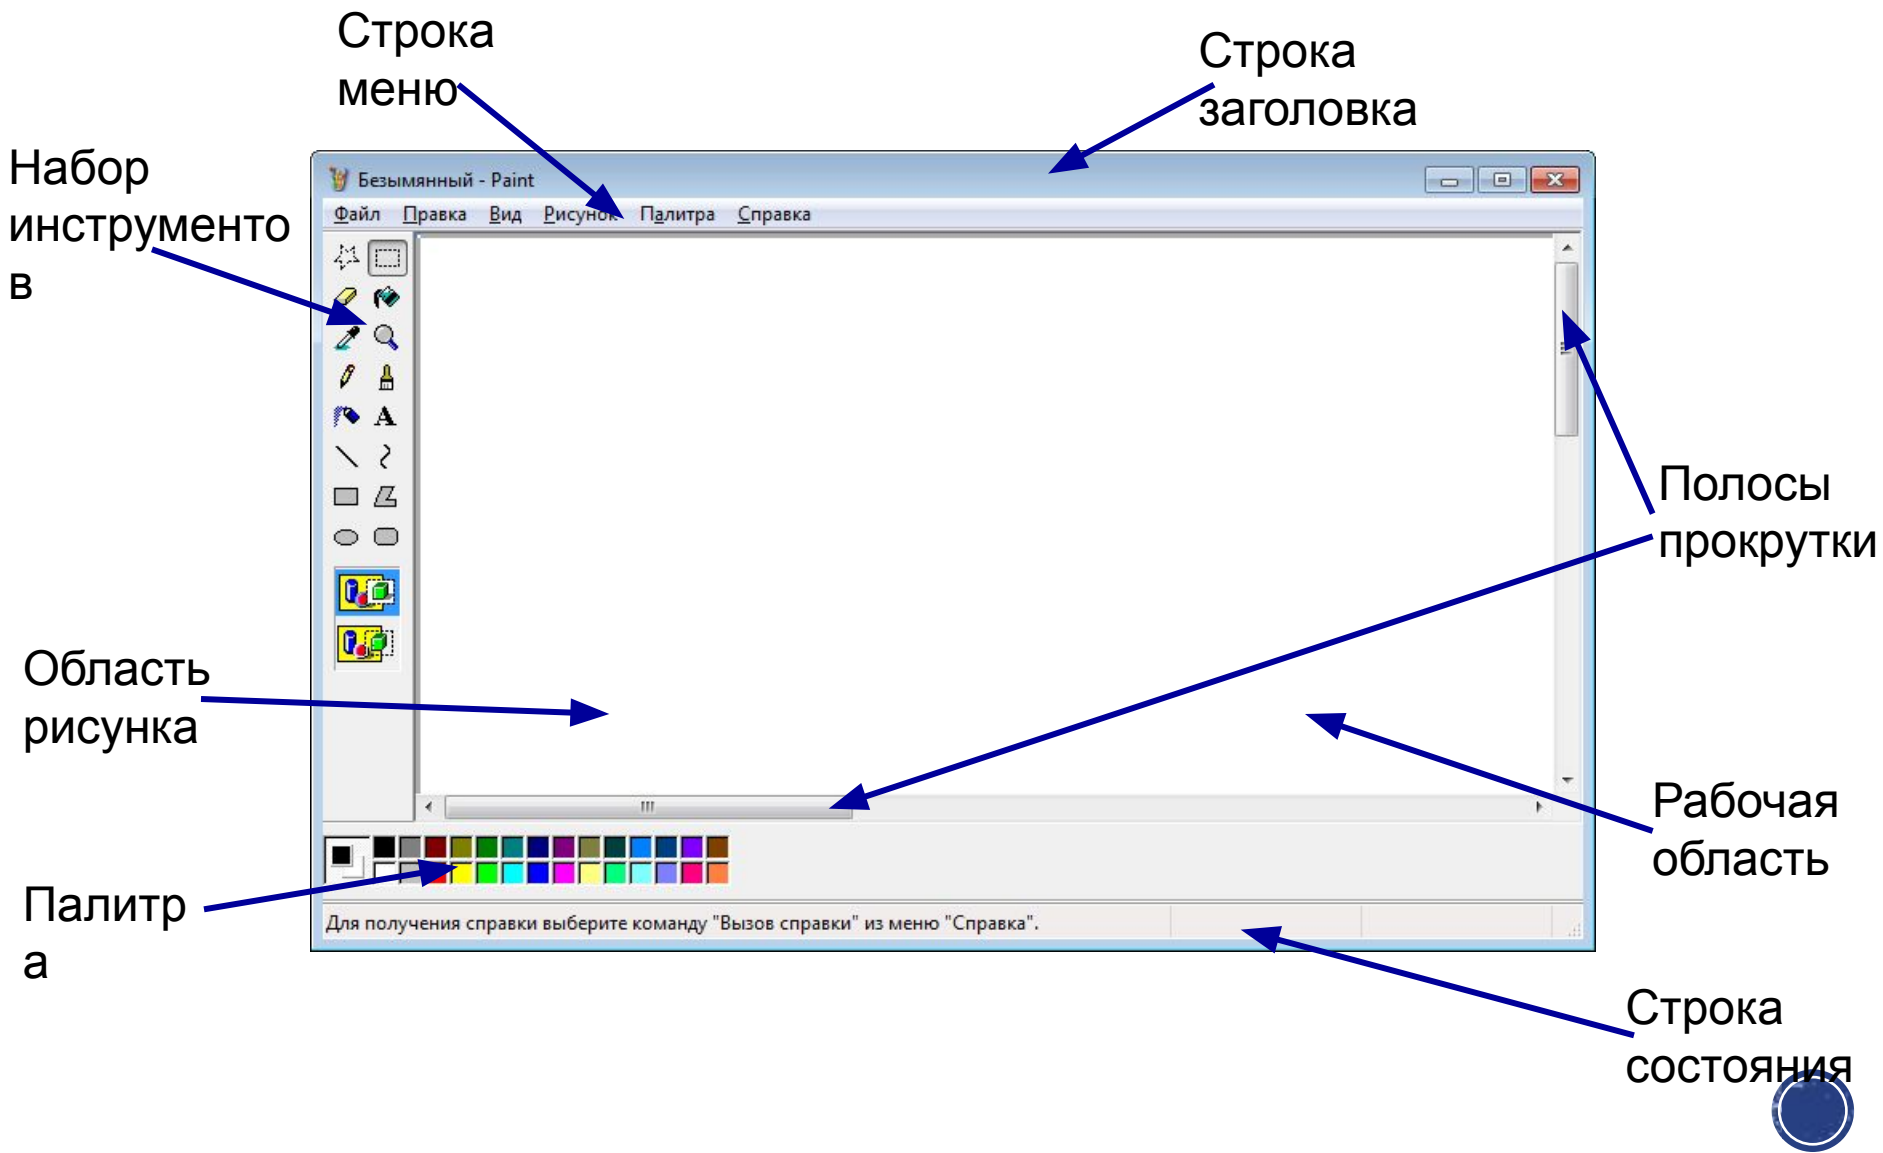 Строка
меню
Строка
заголовка
Набор
инструменто
в
Безымянный - Paint
Файл Правка Вид Рисунок Палитра Справка
A
Полосы
прокрутки
Область
рисунка
Рабочая
область
Палитр
а
Для получения справки выберите команду "Вызов справки" из меню "Справка".
Строка
состояния